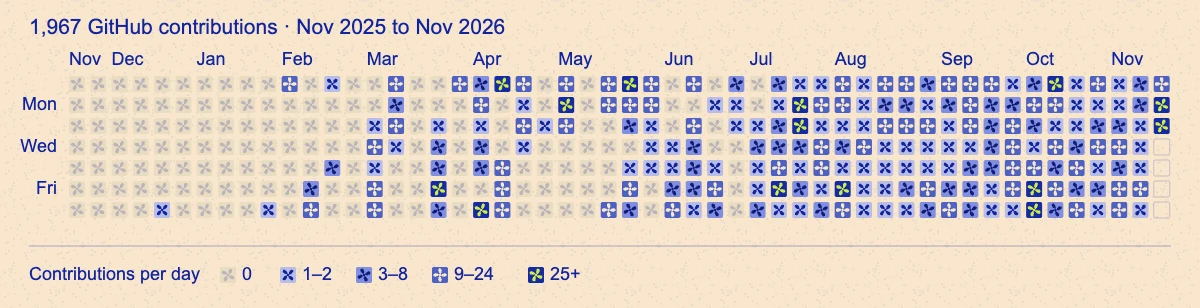 1,967 GitHub contributions · Nov 2025 to Nov 2026
Nov Dec Jan Feb Mar Apr May Jun Jul Aug Sep Oct Nov
Mon
Wed
Fri
Contributions per day 0 1–2 3–8 9–24 25+